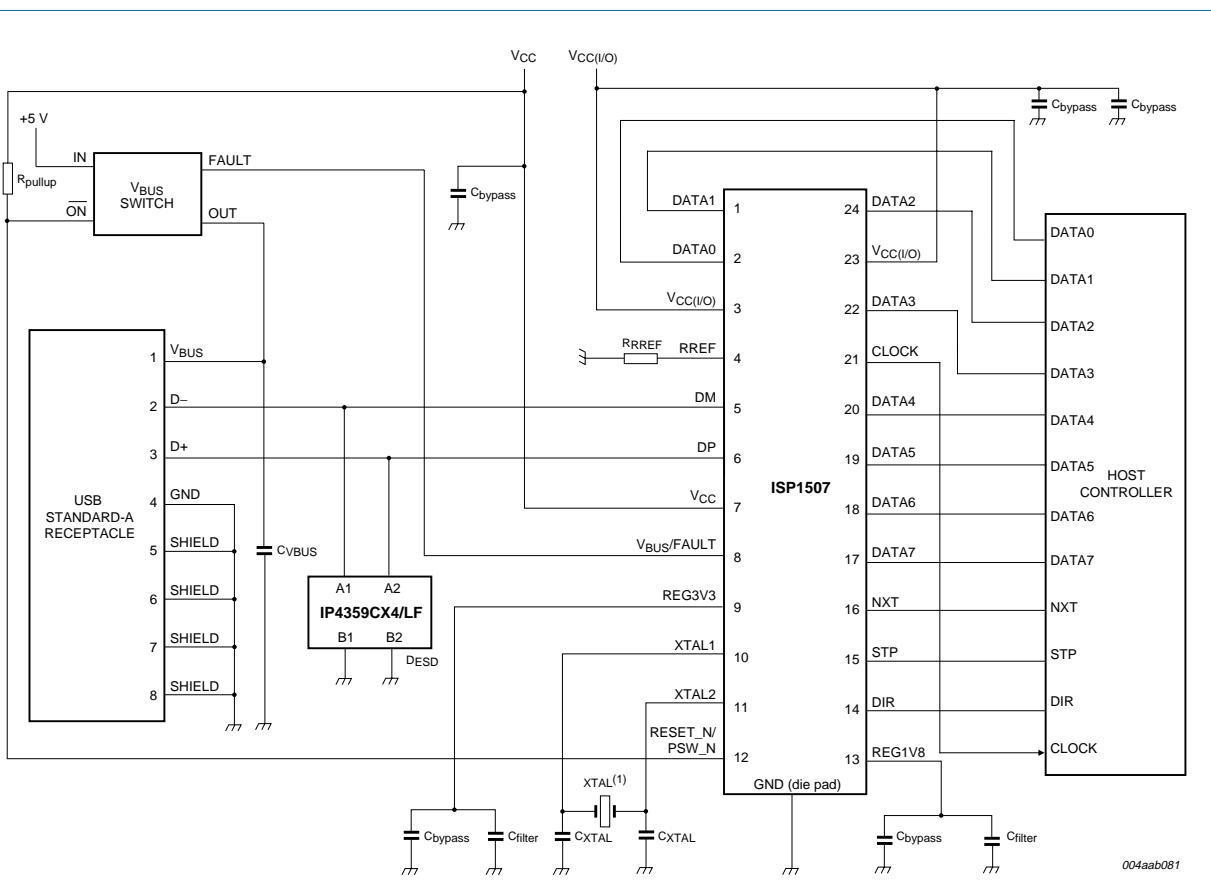 VCC
VCC(I/O)
Cbypass
Cbypass
+5 V
IN
FAULT
Rpullup
VBUS
SWITCH
ON
OUT
Cbypass
DATA1
1
24
DATA2
DATA0
DATA0
2
23
VCC(I/O)
DATA1
VCC(I/O)
3
22
DATA3
DATA2
RRREF
RREF
4
21
CLOCK
DATA3
1
VBUS
2
D−
DM
5
20
DATA4
DATA4
3
D+
DP
6
19
DATA5
DATA5
ISP1507
HOST
CONTROLLER
USB
STANDARD-A
RECEPTACLE
4
GND
VCC
7
18
DATA6
DATA6
5
SHIELD
CVBUS
VBUS/FAULT
8
17
DATA7
DATA7
6
SHIELD
A1
A2
IP4359CX4/LF
B1
B2
DESD
REG3V3
9
16
NXT
NXT
7
SHIELD
XTAL1
10
15
STP
STP
8
SHIELD
XTAL2
11
14
DIR
DIR
RESET_N/
PSW_N
12
13
REG1V8
CLOCK
GND (die pad)
XTAL(1)
Cbypass
Cfilter
CXTAL
CXTAL
Cbypass
Cfilter
004aab081